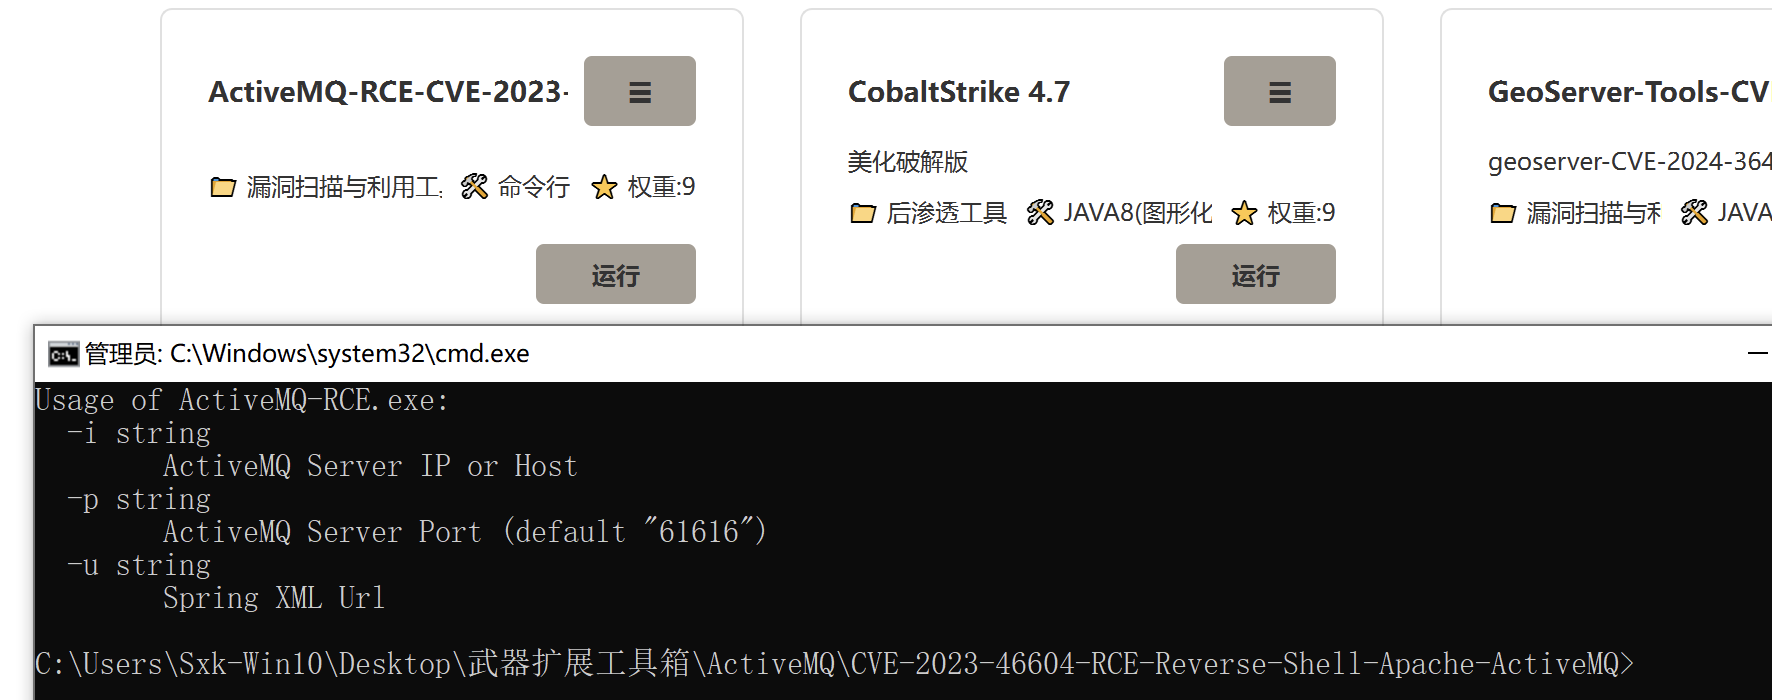 ActiveMQ-RCE-CVE-2023-
漏洞扫描与利用工 命令行 权重:9
运行
CobaltStrike 4.7
美化破解版
后渗透工具 JAVA8(图形化 权重:9
运行
GeoServer-Tools-CV
geoserver-CVE-2024-364
漏洞扫描与利 JAVA
管理员: C:\Windows\system32\cmd.exe
Usage of ActiveMQ-RCE.exe:
-i string
ActiveMQ Server IP or Host
-p string
ActiveMQ Server Port (default "61616")
-u string
Spring XML Url
C:\Users\Sxk-Win10\Desktop\武器扩展工具箱\ActiveMQ\CVE-2023-46604-RCE-Reverse-Shell-Apache-ActiveMQ>